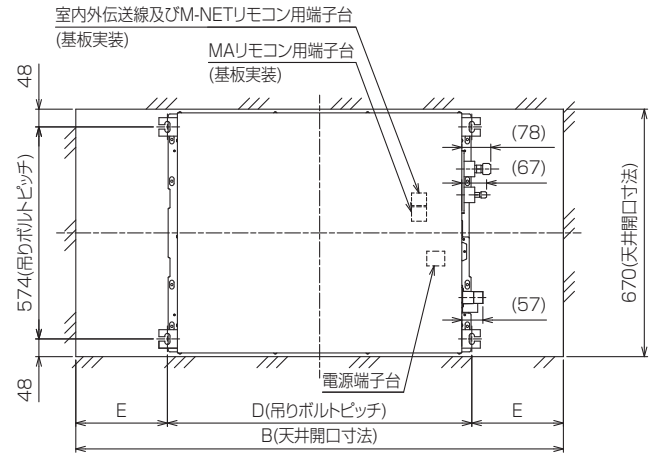 室内外伝送線及びM-NETリモコン用端子台
(基板実装)
MAリモコン用端子台
(基板実装)
48
(78)
(67)
574(吊りボルトピッチ)
670(天井開口寸法)
(57)
48
電源端子台
E
D(吊りボルトピッチ)
E
B(天井開口寸法)